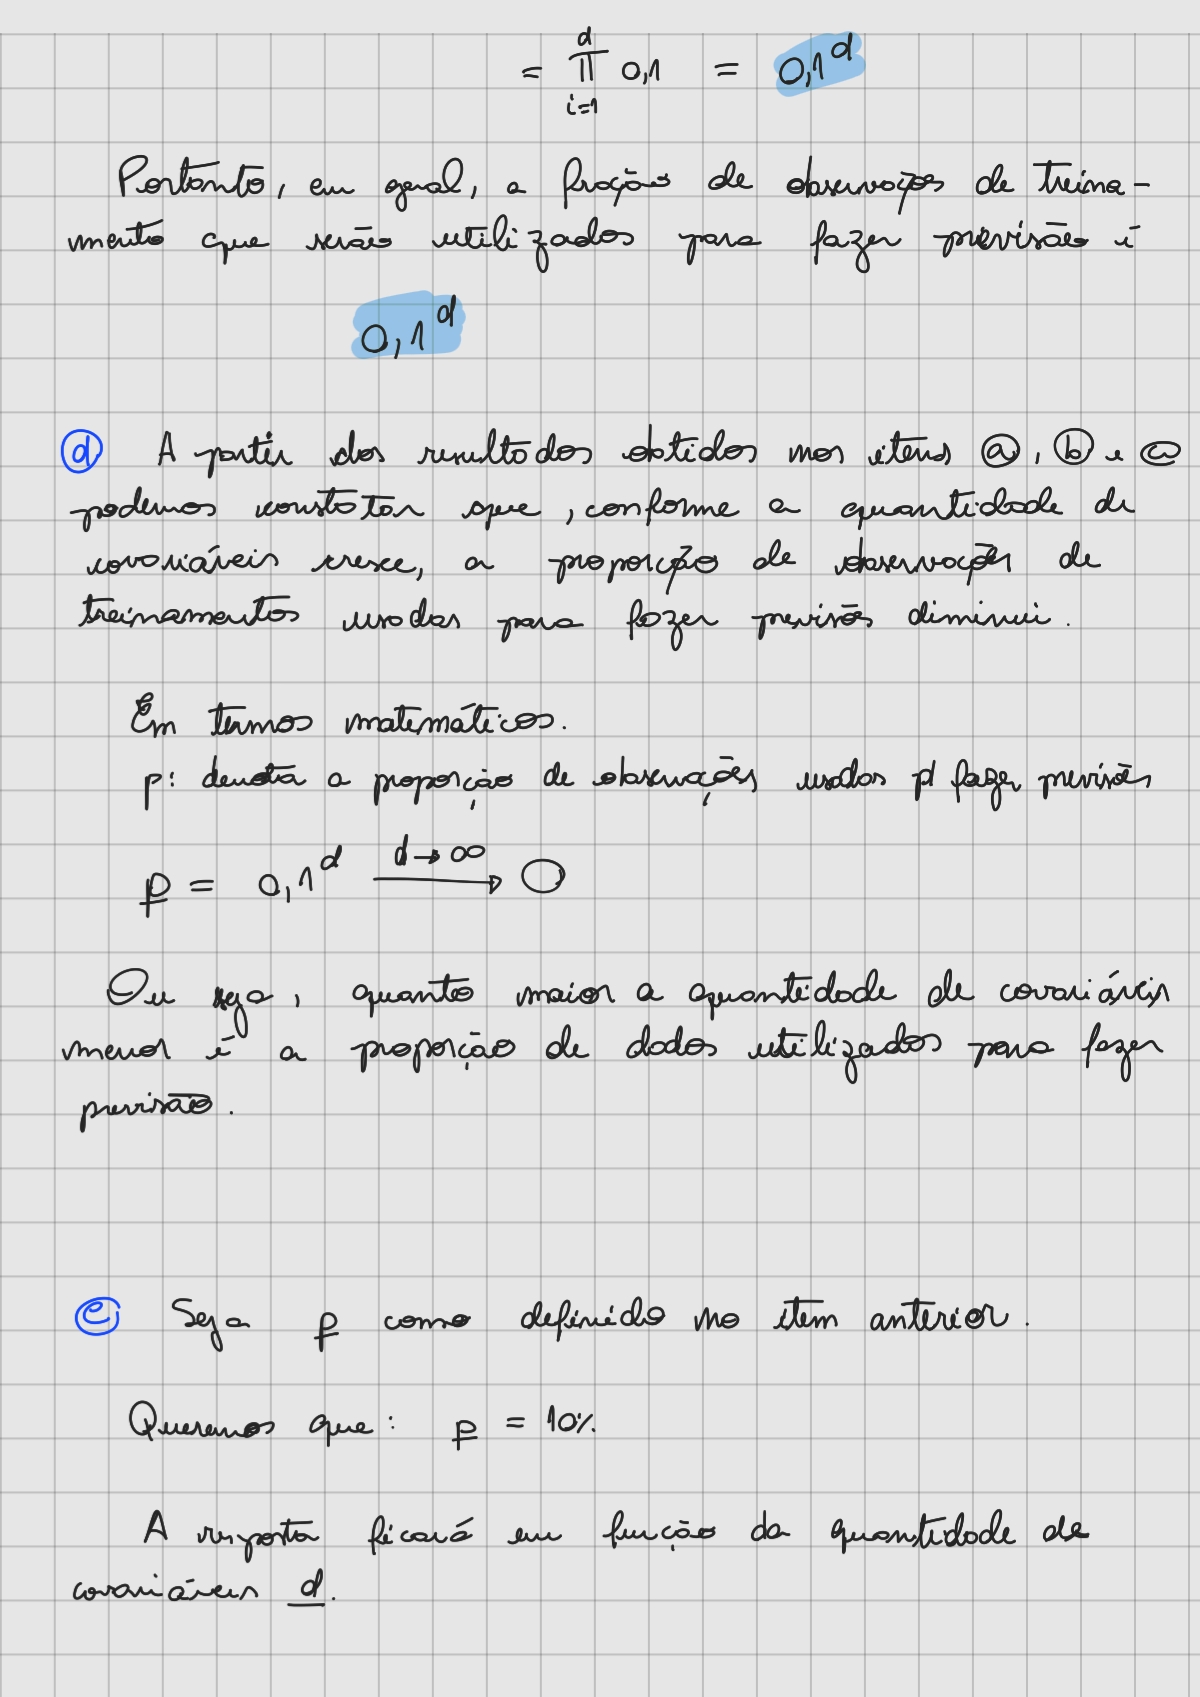 = ∏_{i=1}^{d} 0,1 = 0,1^d
Portanto, em geral, a fração de observações de treina-
mento que serão utilizados para fazer previsão é
0,1^d
(d) A partir dos resultados obtidos nos itens (a), (b) e (c)
podemos constatar que, conforme a quantidade de
covariáveis cresce, a proporção de observações de
treinamento usadas para fazer previsões diminui.
Em termos matemáticos.
p: denota a proporção de observações usadas p/ fazer previsões
p = 0,1^d \xrightarrow{d→∞} 0
Ou seja, quanto maior a quantidade de covariáveis
menor é a proporção de dados utilizados para fazer
previsão.
(e) Seja p como definido no item anterior.
Queremos que: p = 10%.
A resposta ficará em função da quantidade de
covariáveis d.